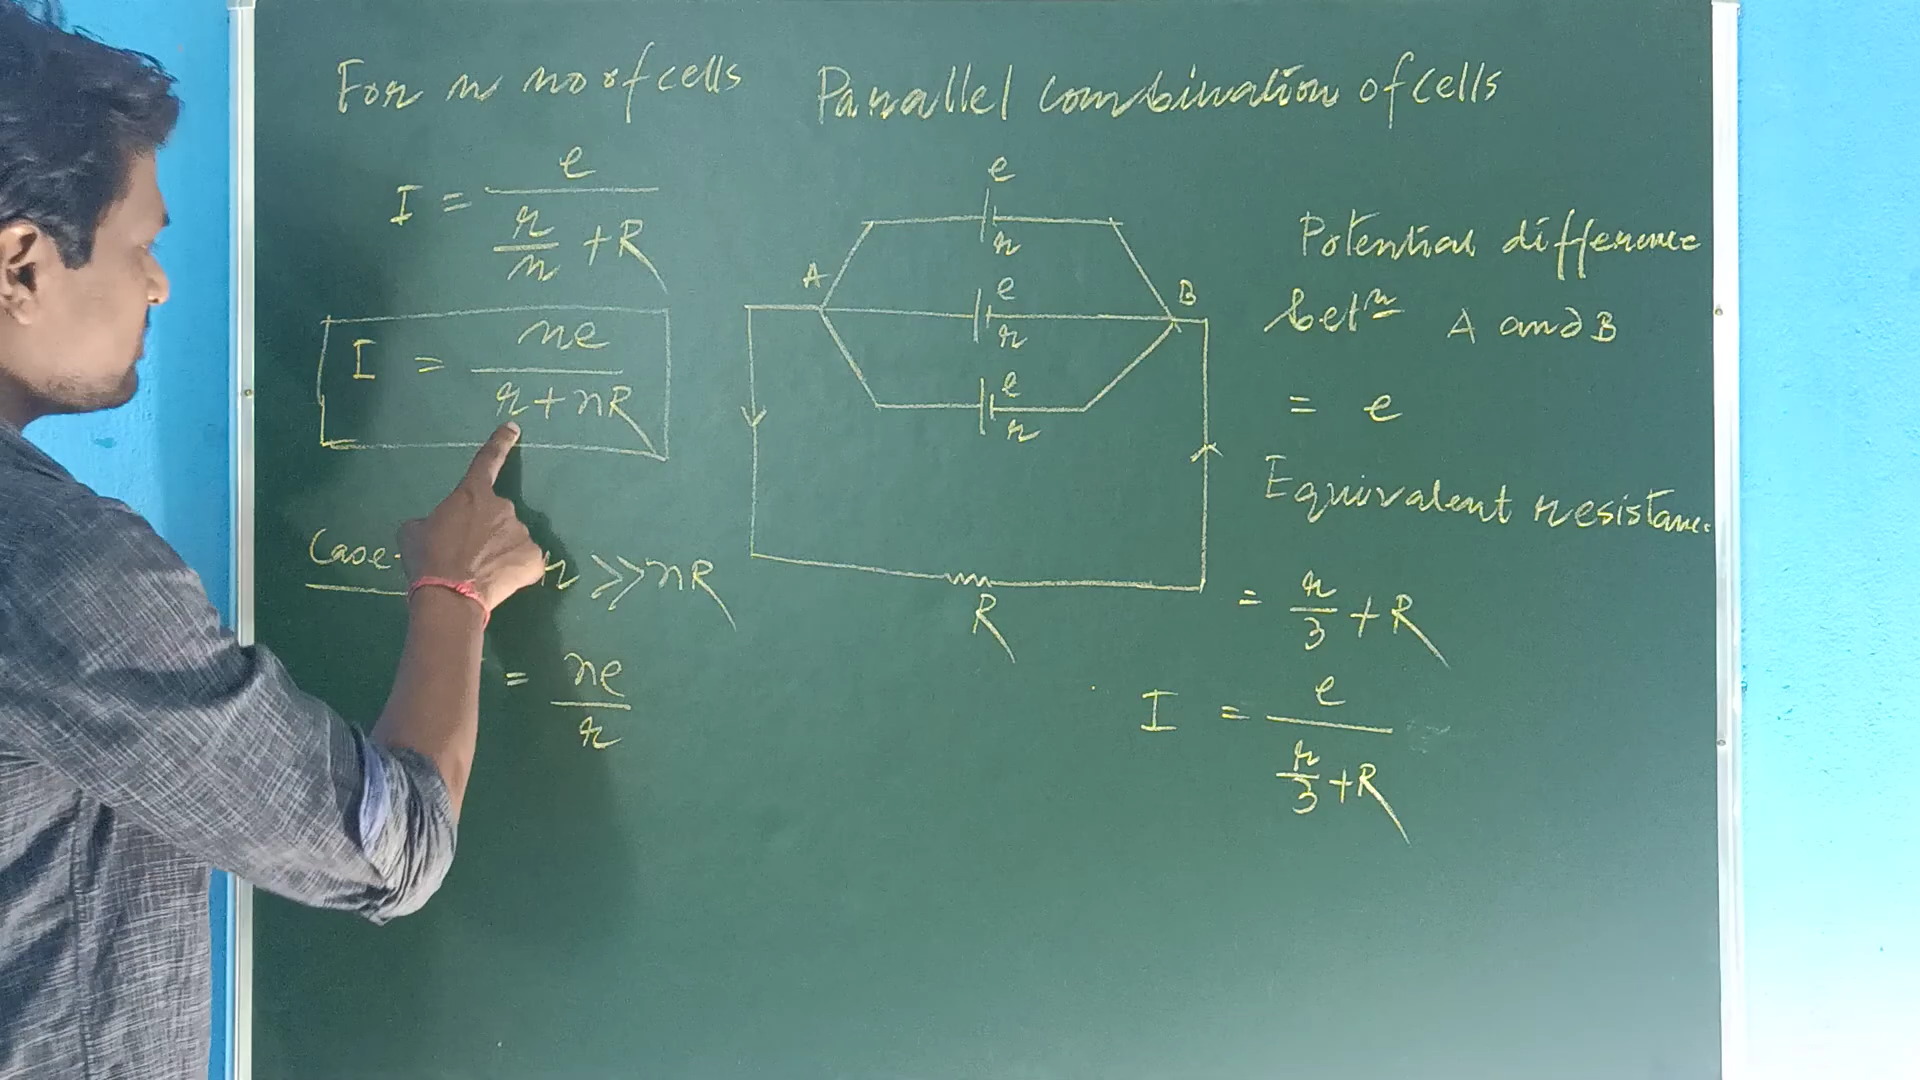 For n no of cells
I = e / (r/n + R)
I = ne / (r + nR)
Case- r >> nR
= ne / r
Parallel combination of cells
e
r
A
e
B
r
e
r
R
Potential difference
betⁿ A and B
= e
Equivalent resistance
= r/3 + R
I = e / (r/3 + R)